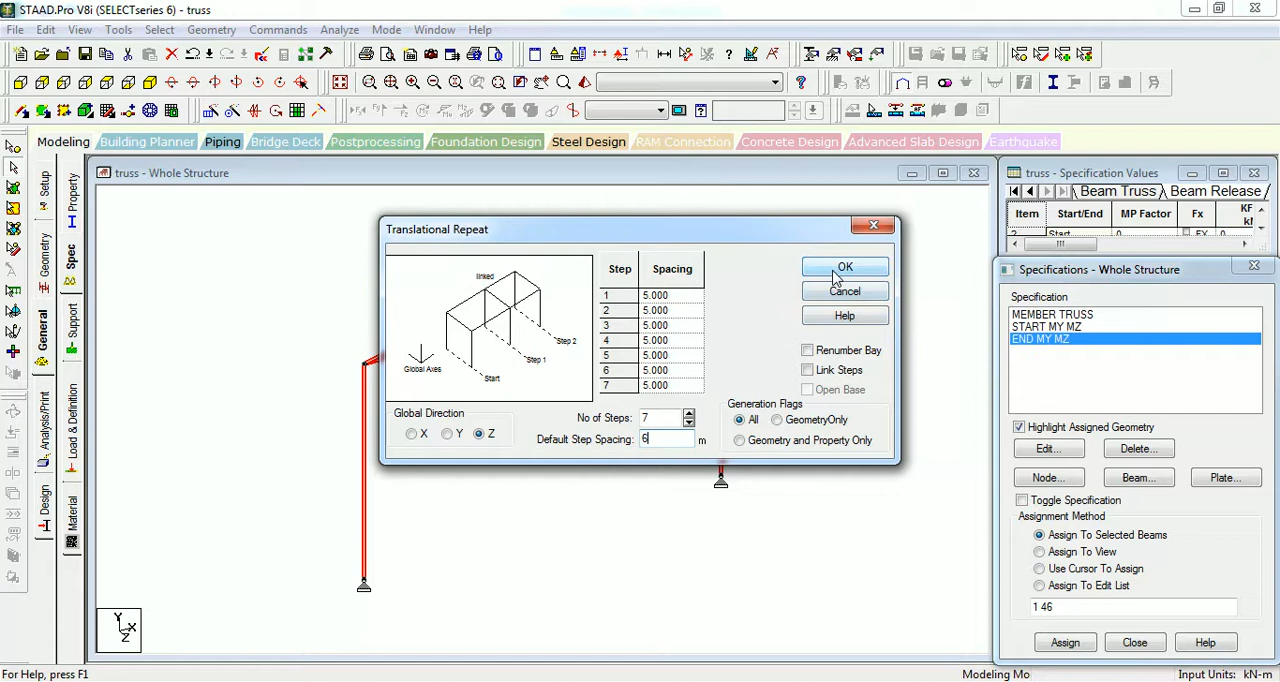 STAAD.Pro V8i (SELECTseries 6) - truss
File Edit View Tools Select Geometry Commands Analyze Mode Window Help
Modeling Building Planner Piping Bridge Deck Postprocessing Foundation Design Steel Design RAM Connection Concrete Design Advanced Slab Design Earthquake
Setup
Geometry
General
Analysis/Print
Design
Property
Spec
Support
Load & Definition
Material
truss - Whole Structure
Translational Repeat
linked
Step 2
Step 1
Start
Global Axes
Step Spacing
1 5.000
2 5.000
3 5.000
4 5.000
5 5.000
6 5.000
7 5.000
OK
Cancel
Help
Renumber Bay
Link Steps
Open Base
Global Direction
X Y Z
No of Steps: 7
Default Step Spacing: 6 m
Generation Flags
All GeometryOnly
Geometry and Property Only
Y
X
Z
truss - Specification Values
Beam Truss Beam Release
Item Start/End MP Factor Fx KF
kN
2 Start FX 0
Specifications - Whole Structure
Specification
MEMBER TRUSS
START MY MZ
END MY MZ
Highlight Assigned Geometry
Edit... Delete...
Node... Beam... Plate...
Toggle Specification
Assignment Method
Assign To Selected Beams
Assign To View
Use Cursor To Assign
Assign To Edit List
1 46
Assign Close Help
For Help, press F1
Modeling Mo
Input Units: kN-m